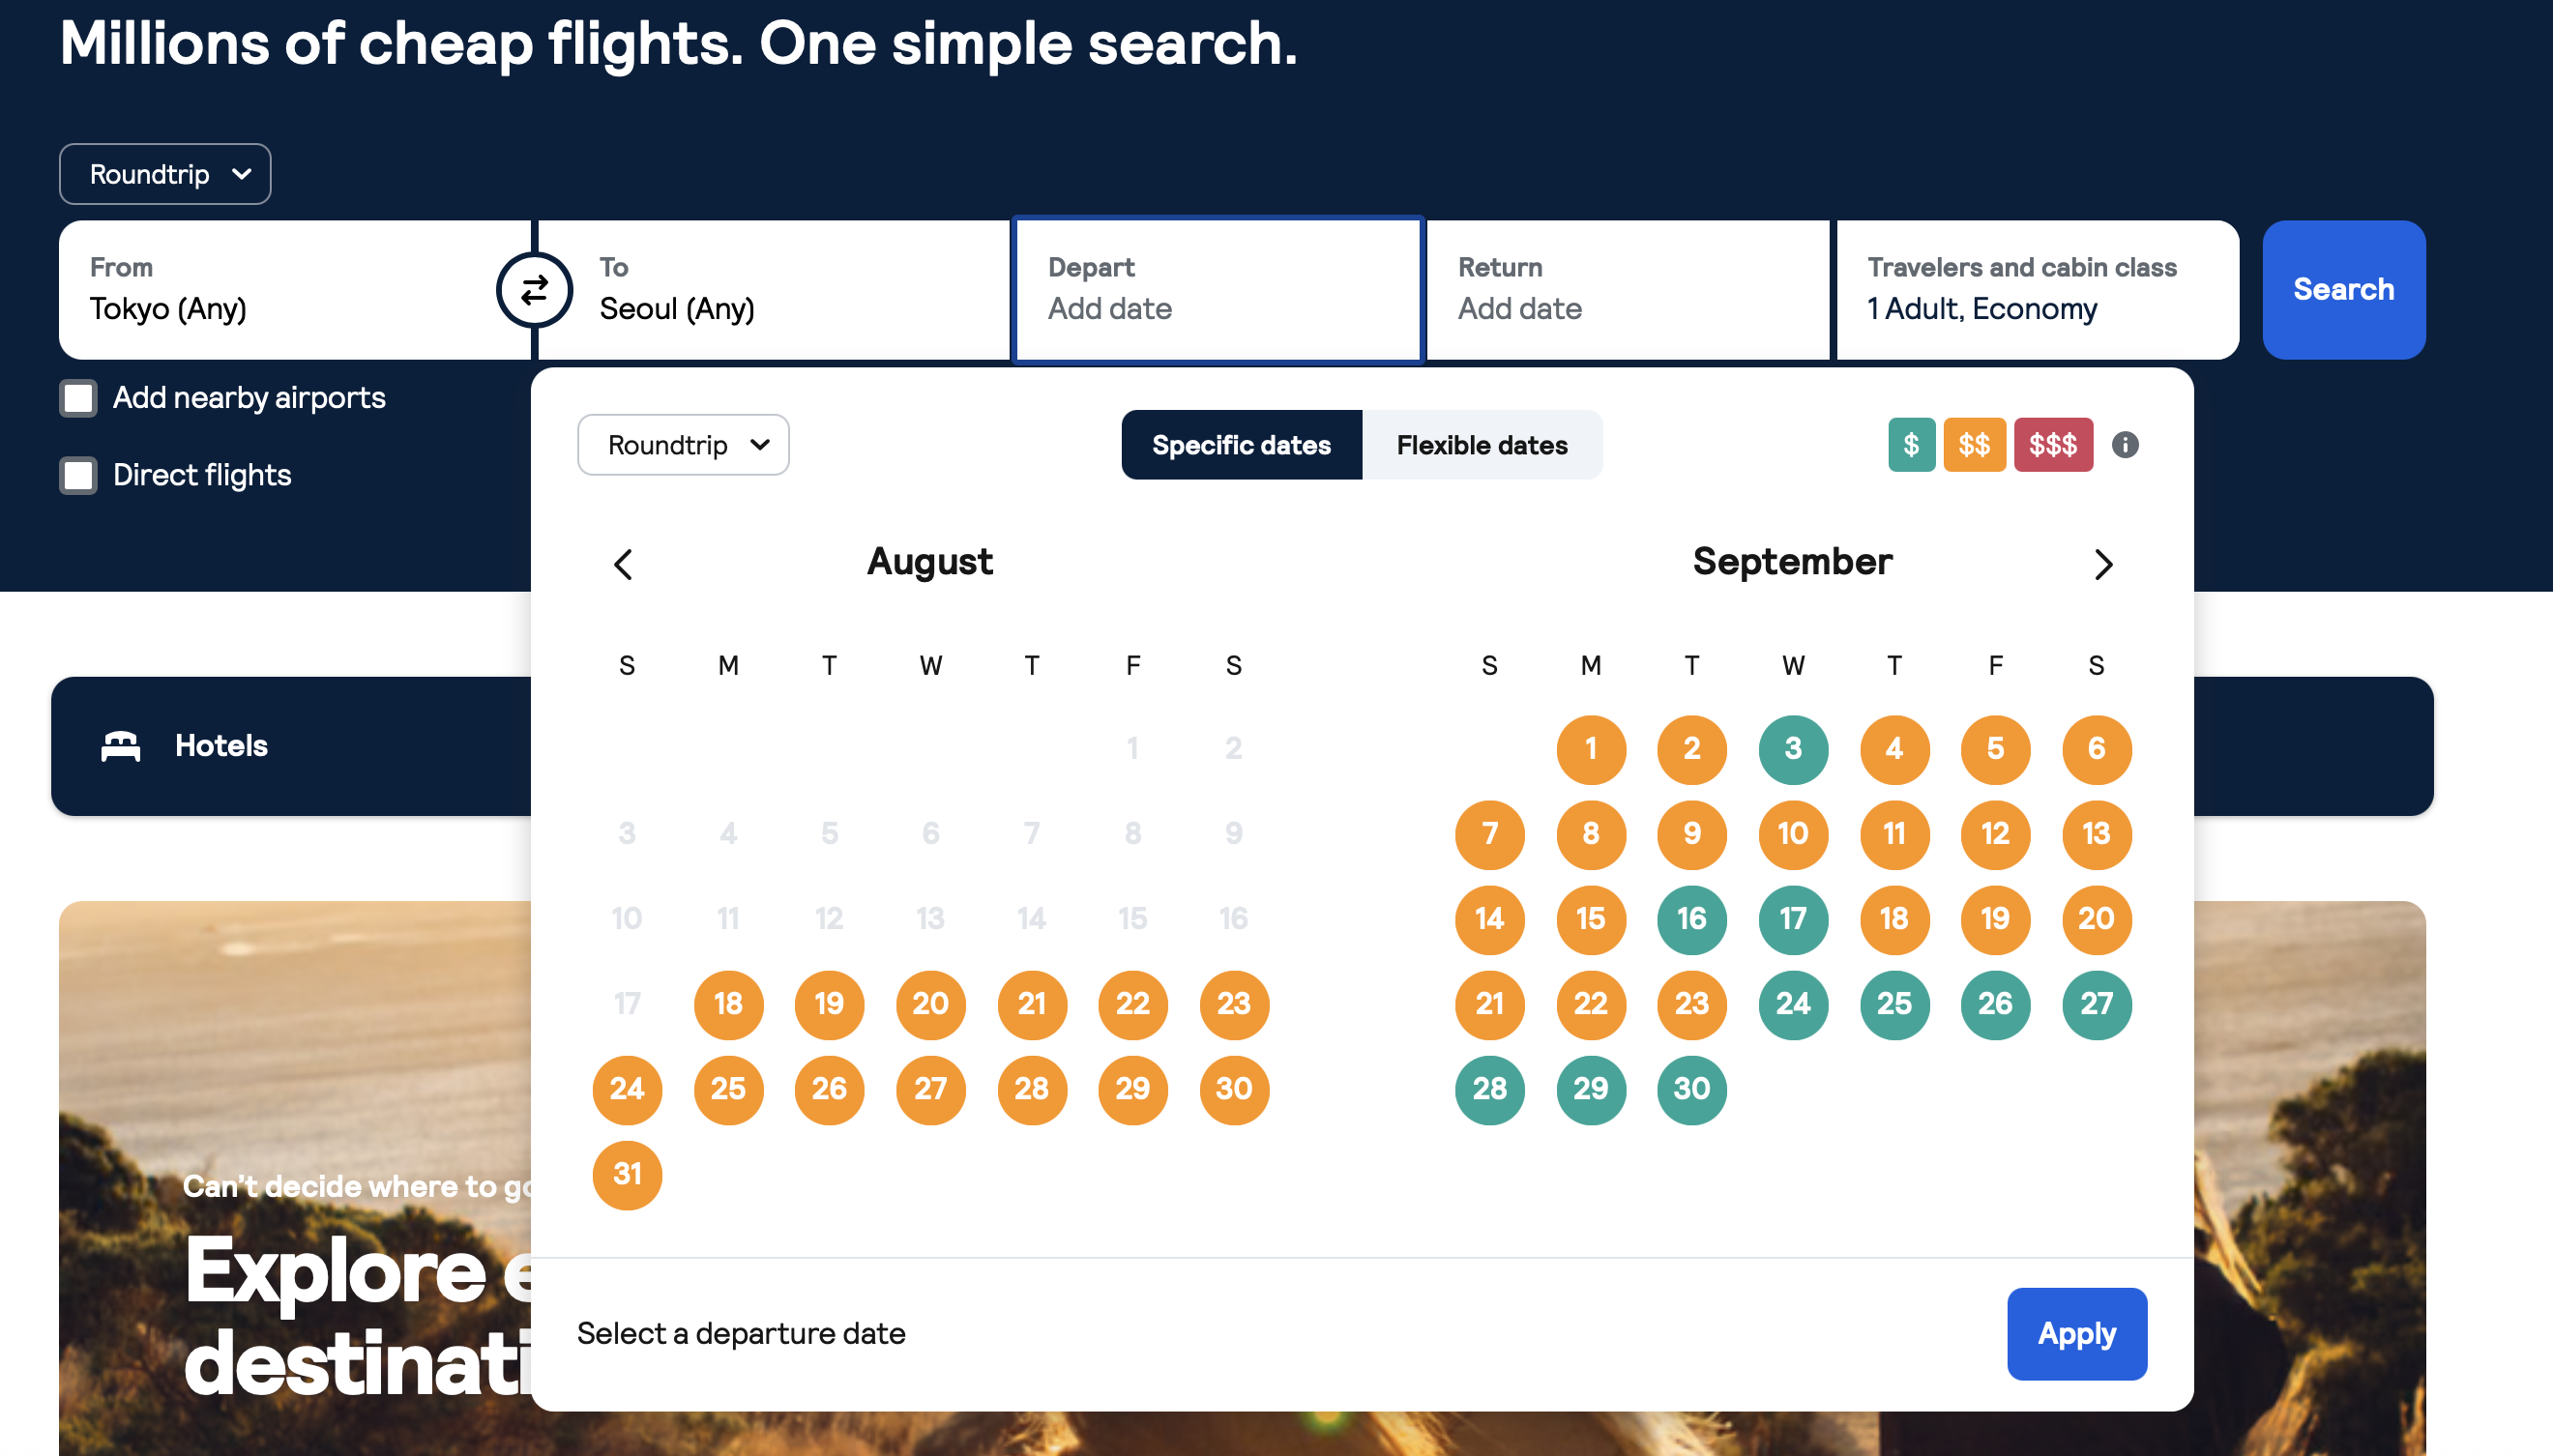 Millions of cheap flights. One simple search.
Roundtrip
From
Tokyo (Any)
To
Seoul (Any)
Depart
Add date
Return
Add date
Travelers and cabin class
1 Adult, Economy
Search
Add nearby airports
Direct flights
Roundtrip
Specific dates
Flexible dates
$ $$ $$$
August
S M T W T F S
1 2
3 4 5 6 7 8 9
10 11 12 13 14 15 16
17 18 19 20 21 22 23
24 25 26 27 28 29 30
31
September
S M T W T F S
1 2 3 4 5 6
7 8 9 10 11 12 13
14 15 16 17 18 19 20
21 22 23 24 25 26 27
28 29 30
Select a departure date
Apply
Hotels
Can't decide where to go
Explore